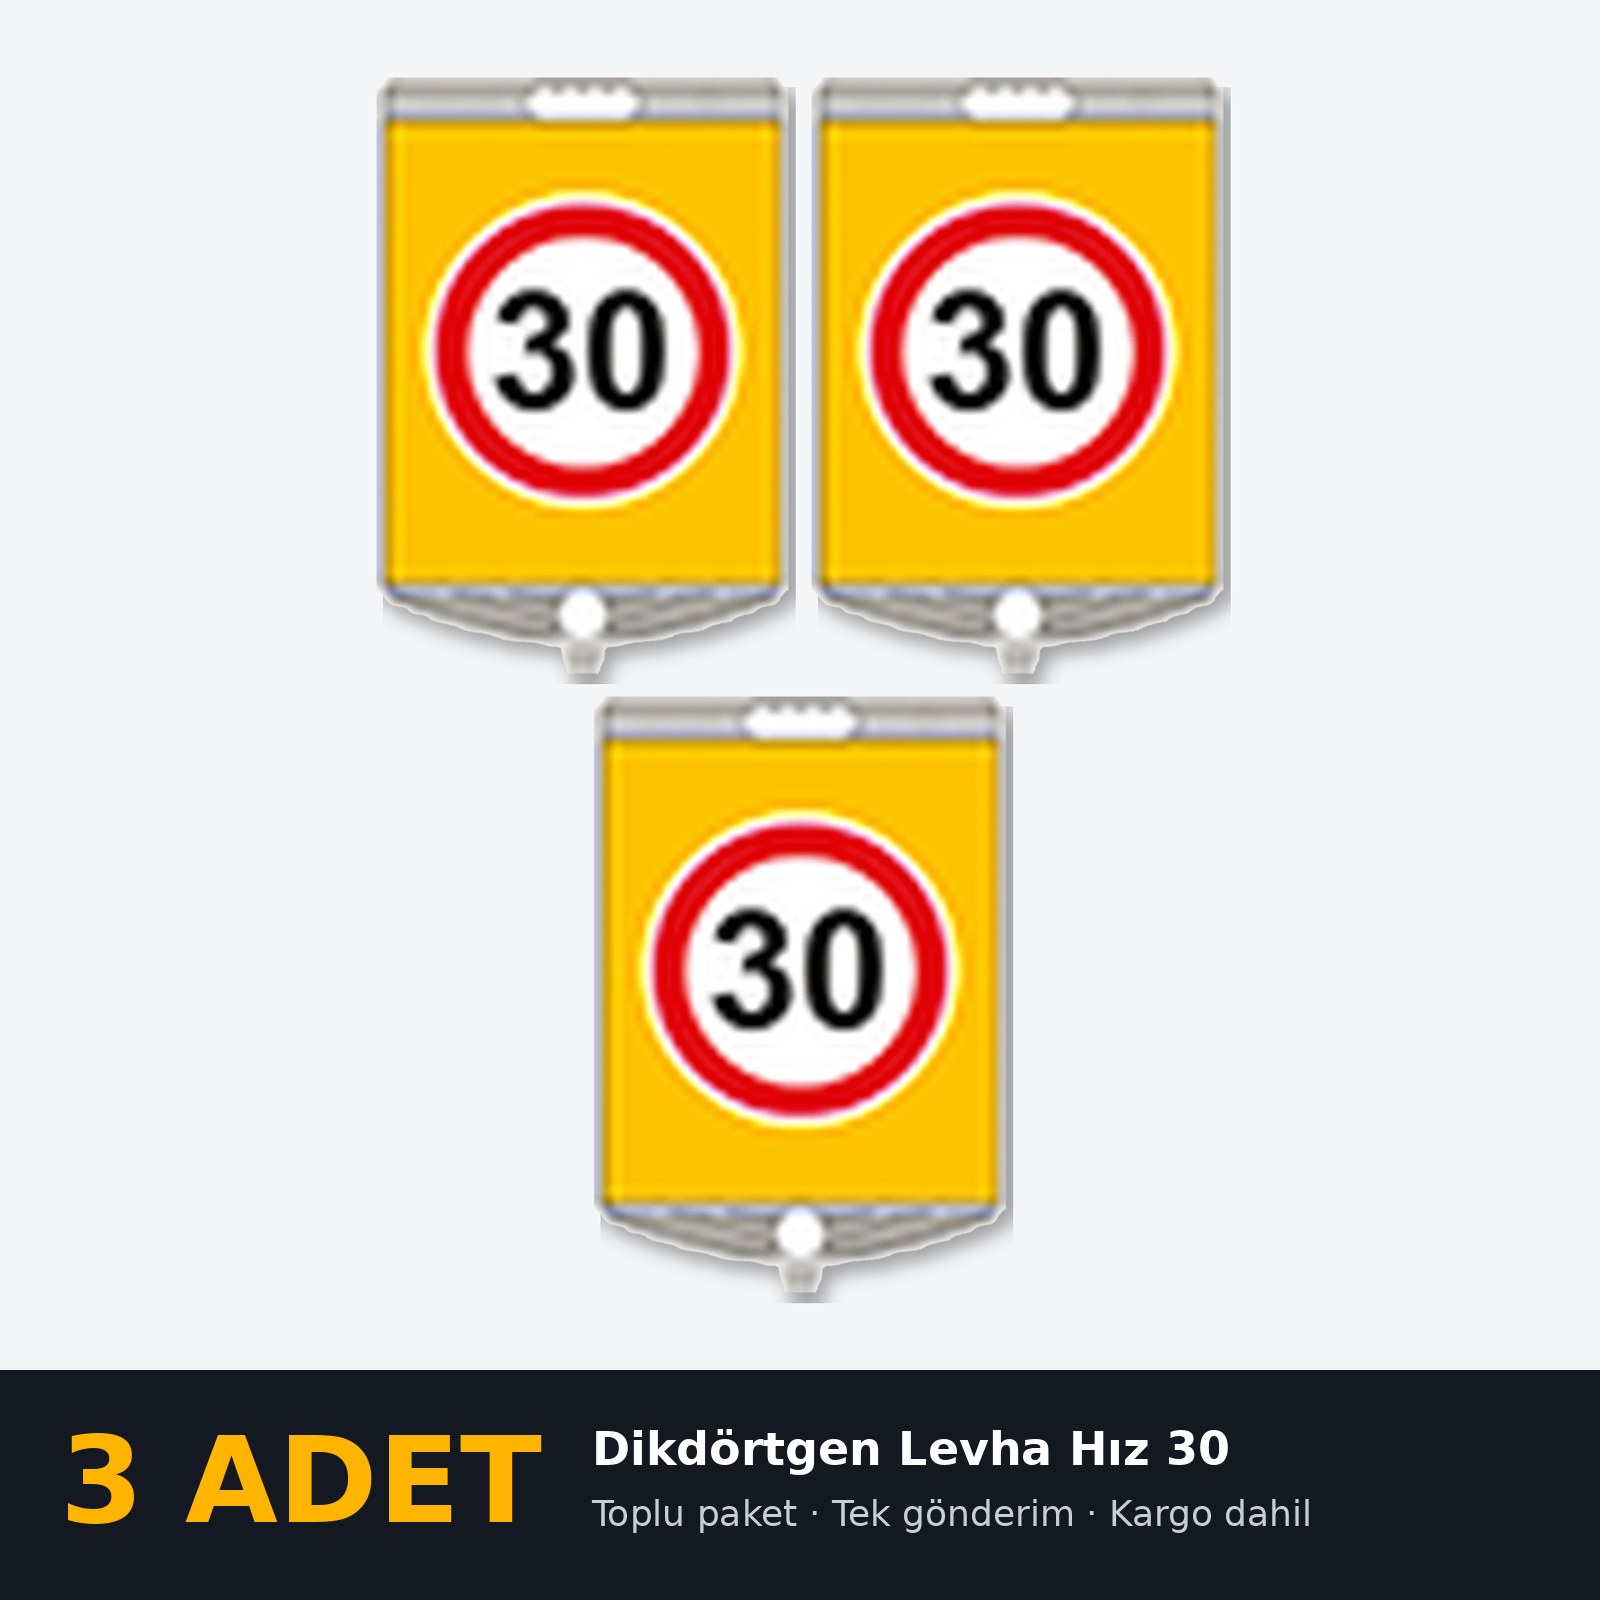 30
30
30
3 ADET
Dikdörtgen Levha Hız 30
Toplu paket · Tek gönderim · Kargo dahil